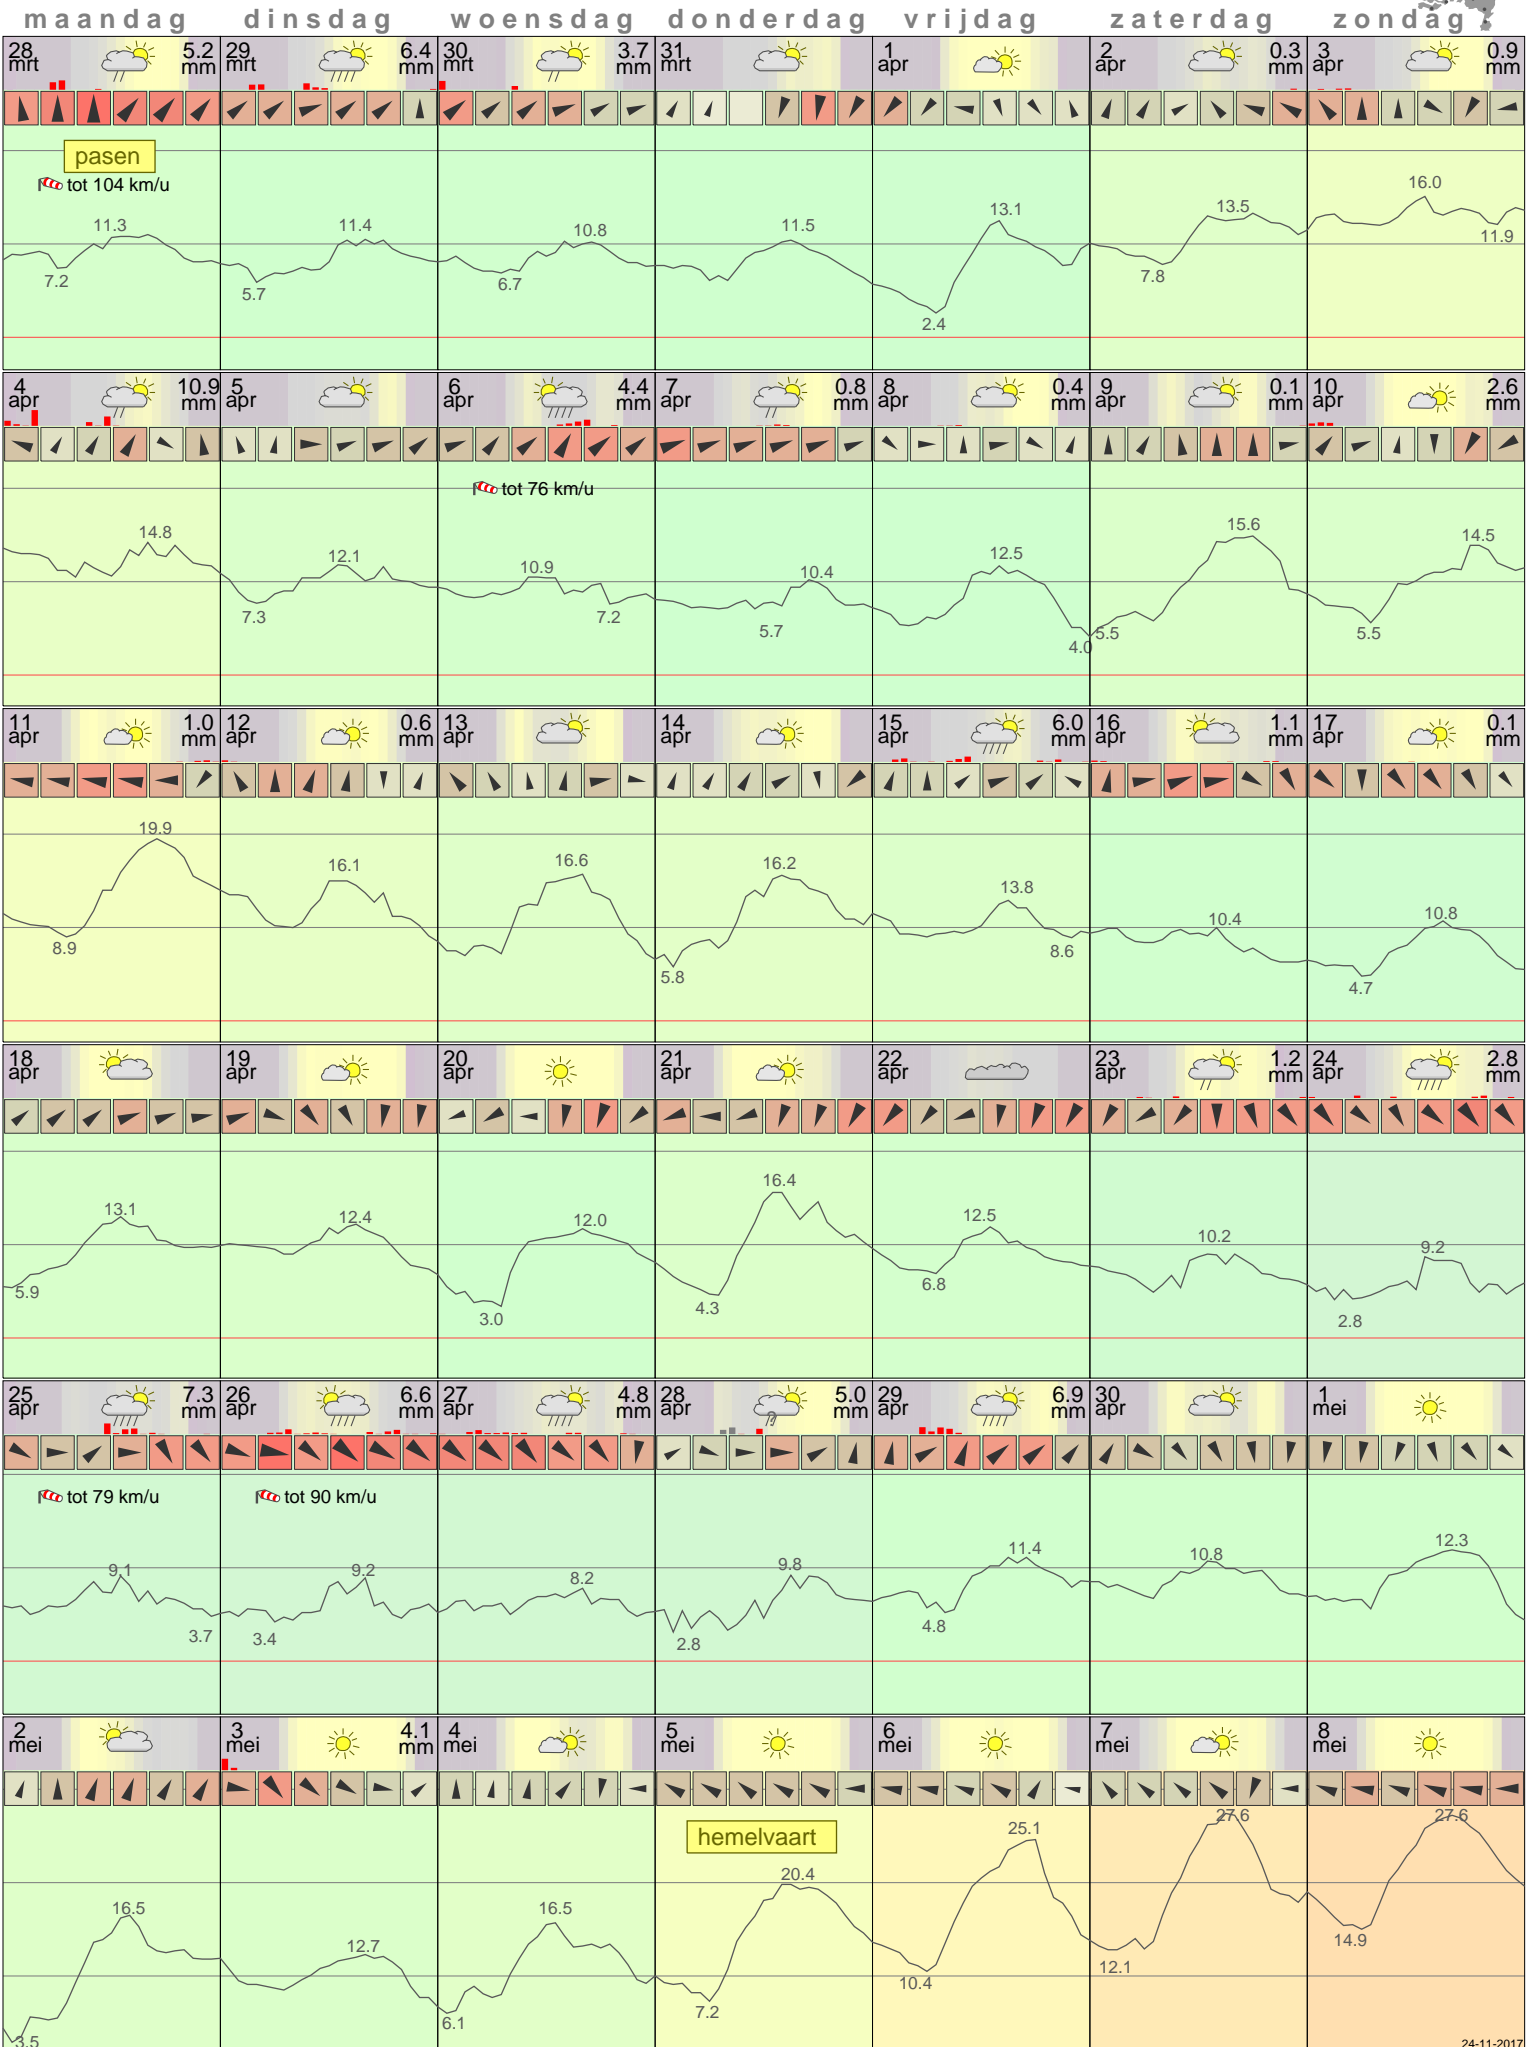 maandag dinsdag woensdag donderdag vrijdag zaterdag zondag
28 5.2 29 6.4 30 3.7 31 1 2 0.3 3 0.9
mrt mm mrt mm mrt mm mrt apr apr mm apr mm
pasen
tot 104 km/u
16.0
11.3 11.4 10.8 11.5 13.1 13.5
11.9
7.2 5.7 6.7 2.4 7.8
4 10.9 5 6 4.4 7 0.8 8 0.4 9 0.1 10 2.6
apr mm apr apr mm apr mm apr mm apr mm apr mm
tot 76 km/u
14.8 12.1 10.9 10.4 12.5 15.6 14.5
7.3 7.2 5.7 4.0 5.5 5.5
11 1.0 12 0.6 13 14 15 6.0 16 1.1 17 0.1
apr mm apr mm apr apr apr mm apr mm apr mm
19.9 16.1 16.6 16.2 13.8 10.4 10.8
8.9 5.8 8.6 4.7
18 19 20 21 22 23 1.2 24 2.8
apr apr apr apr apr apr mm apr mm
13.1 12.4 12.0 16.4 12.5 10.2 9.2
5.9 3.0 4.3 6.8 2.8
25 7.3 26 6.6 27 4.8 28 5.0 29 6.9 30 1
apr mm apr mm apr mm apr ? mm apr mm apr mei
tot 79 km/u tot 90 km/u
9.1 9.2 8.2 9.8 11.4 10.8 12.3
3.7 3.4 2.8 4.8
2 3 4.1 4 5 6 7 8
mei mei mm mei mei mei mei mei
hemelvaart
16.5 12.7 16.5 20.4 25.1 27.6 27.6
3.5 6.1 7.2 10.4 12.1 14.9
24-11-2017